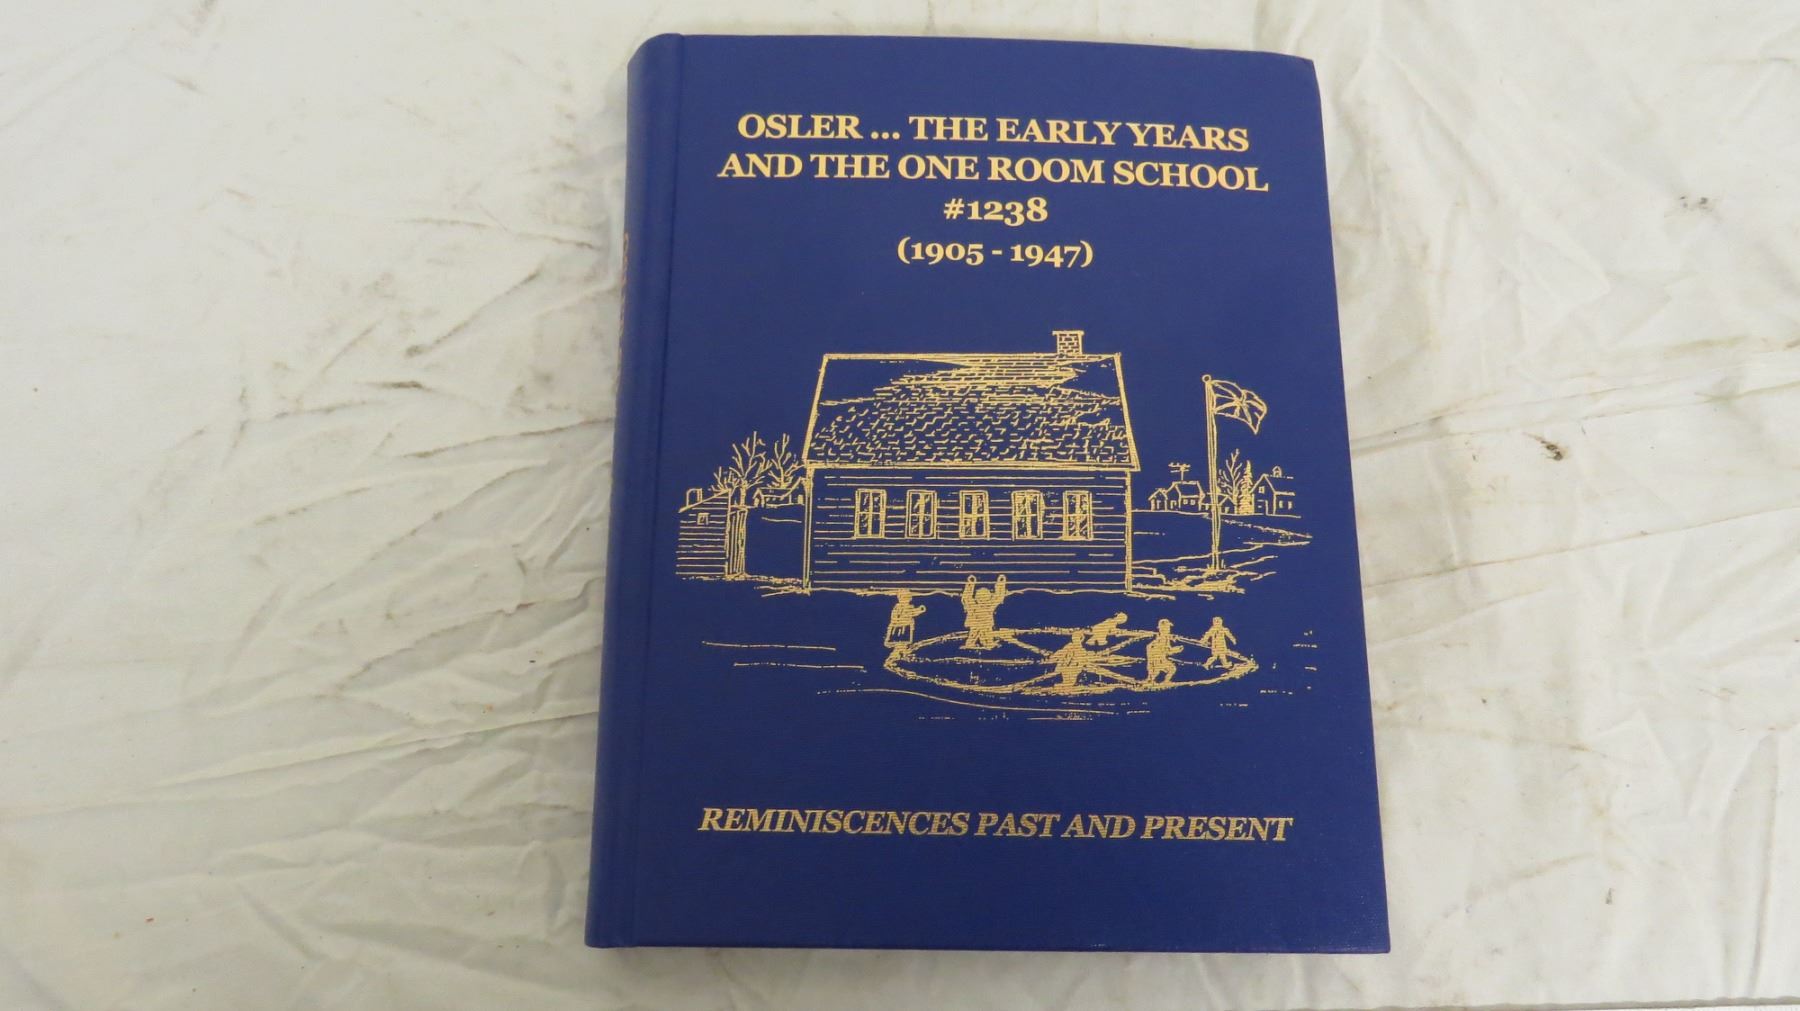 OSLER ... THE EARLY YEARS
AND THE ONE ROOM SCHOOL
#1238
(1905 - 1947)
REMINISCENCES PAST AND PRESENT